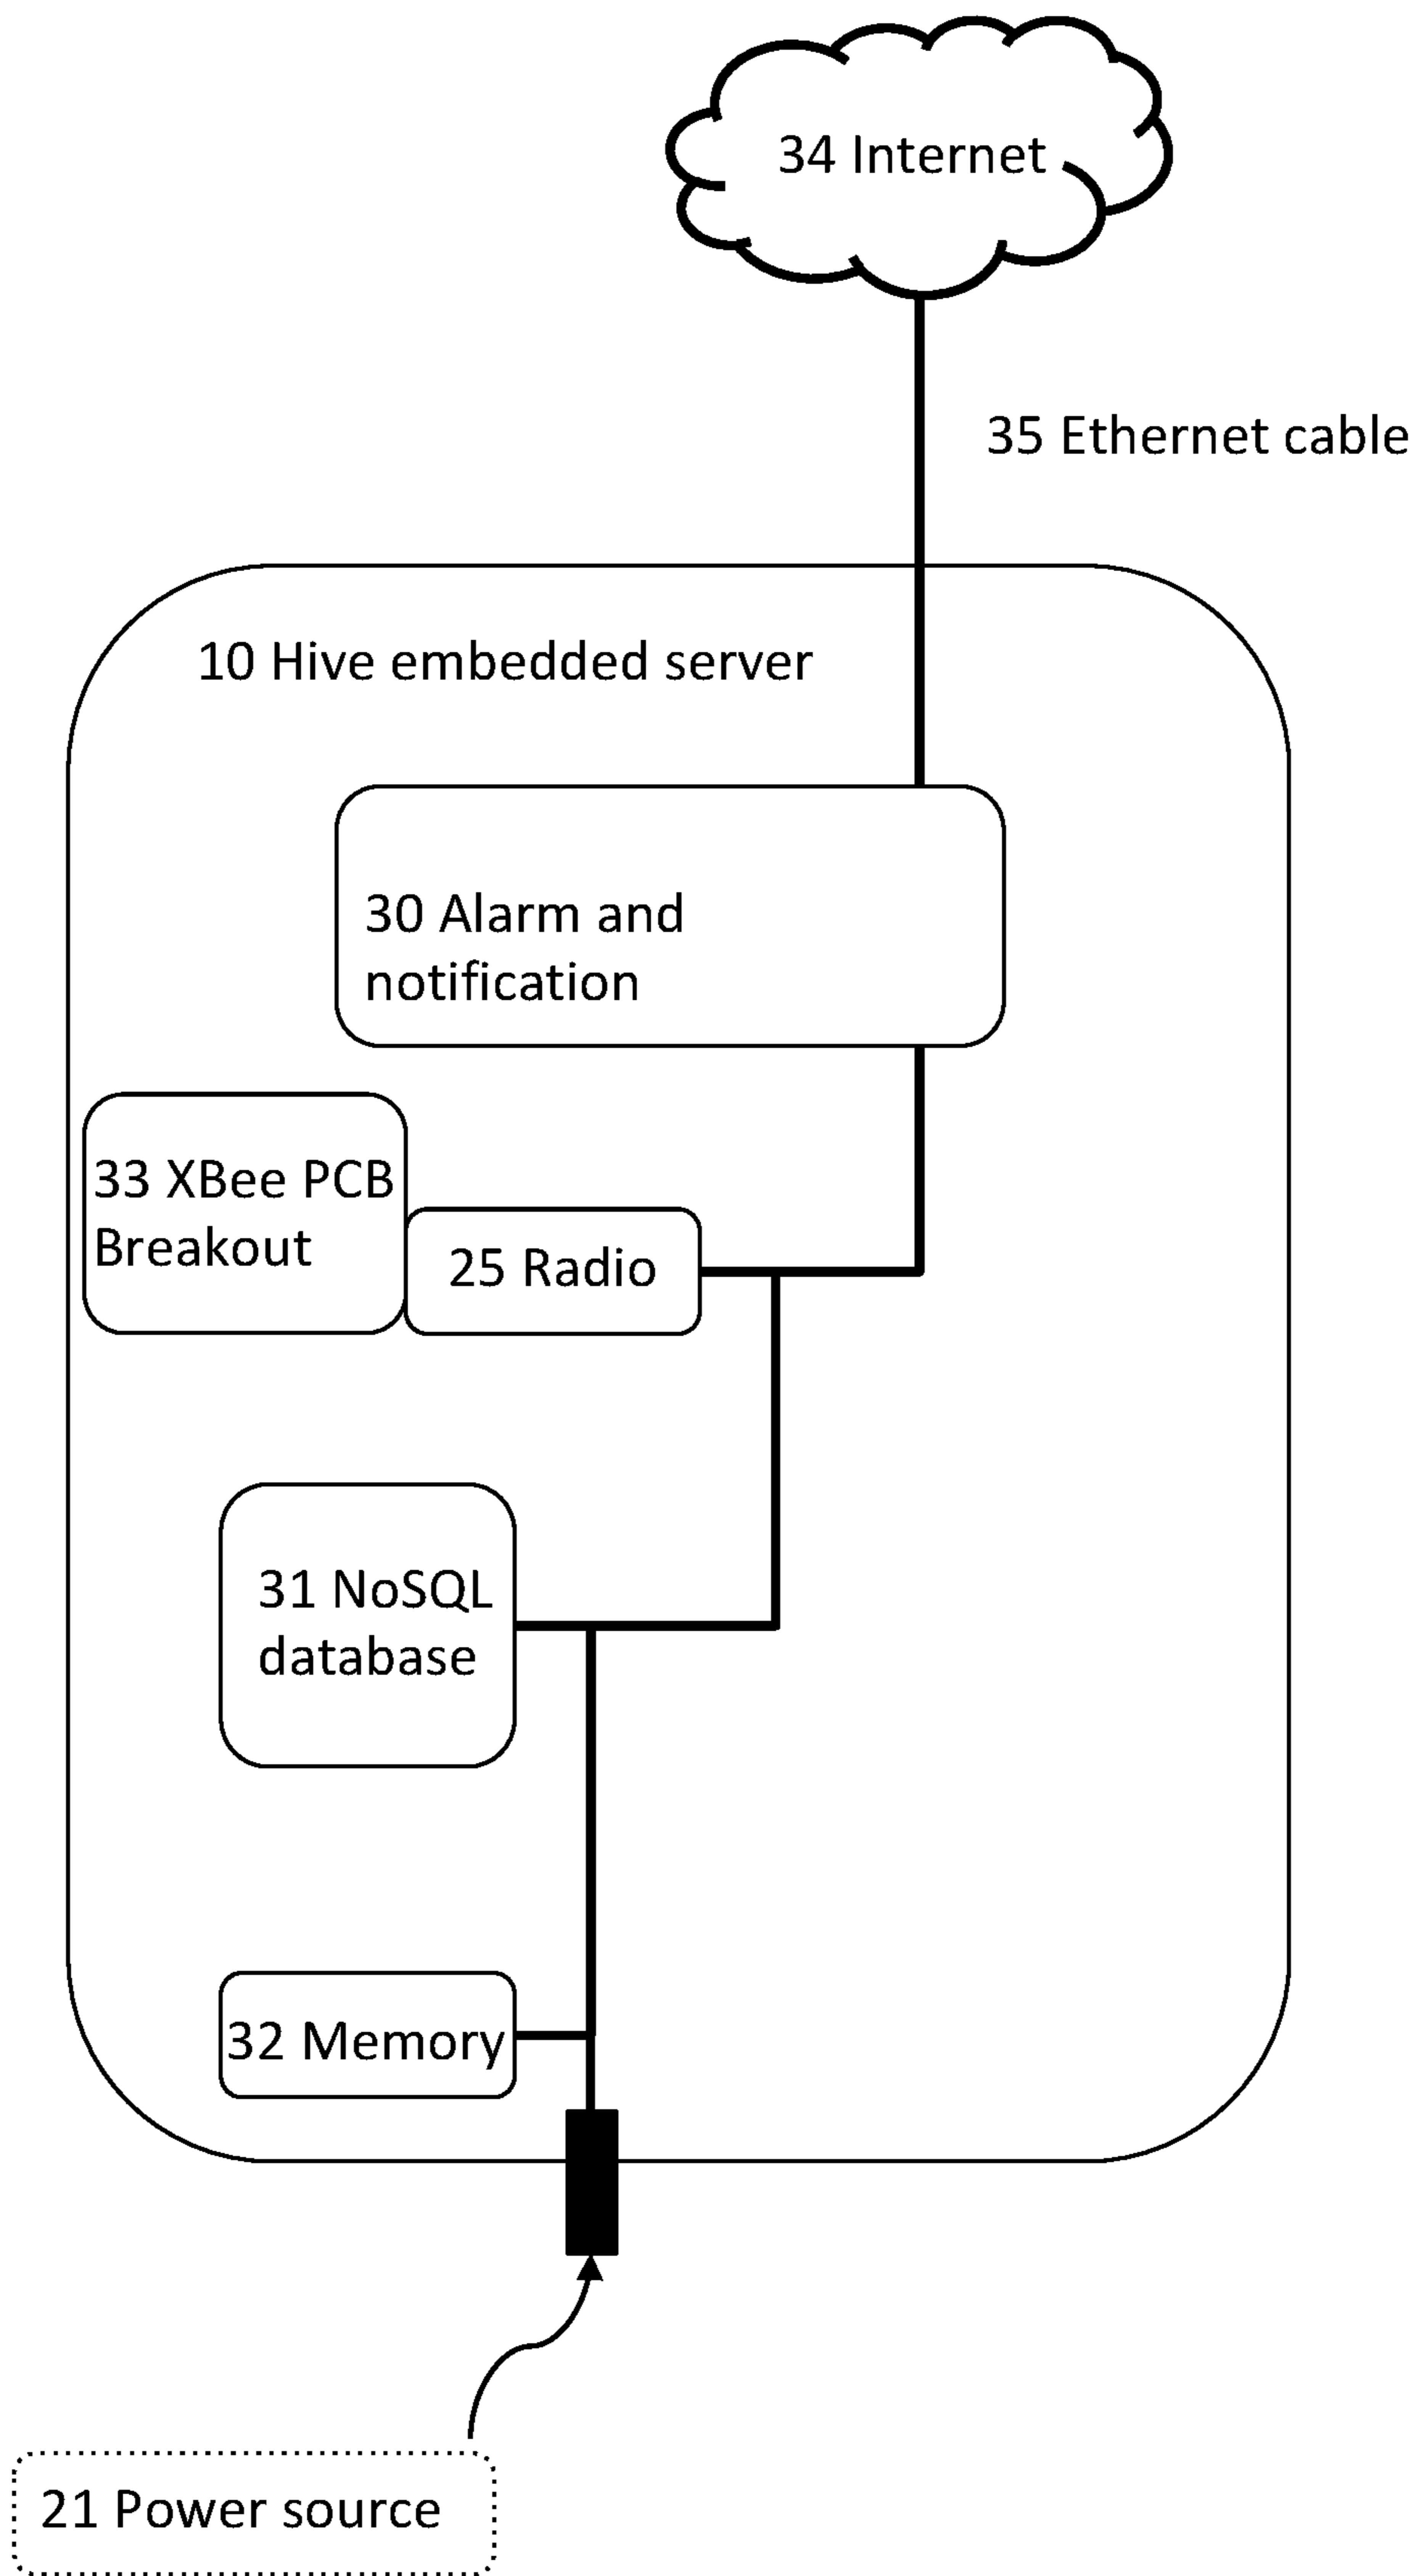 34 Internet
35 Ethernet cable
10 Hive embedded server
30 Alarm and
notification
33 XBee PCB
Breakout
25 Radio
31 NoSQL
database
32 Memory
21 Power source